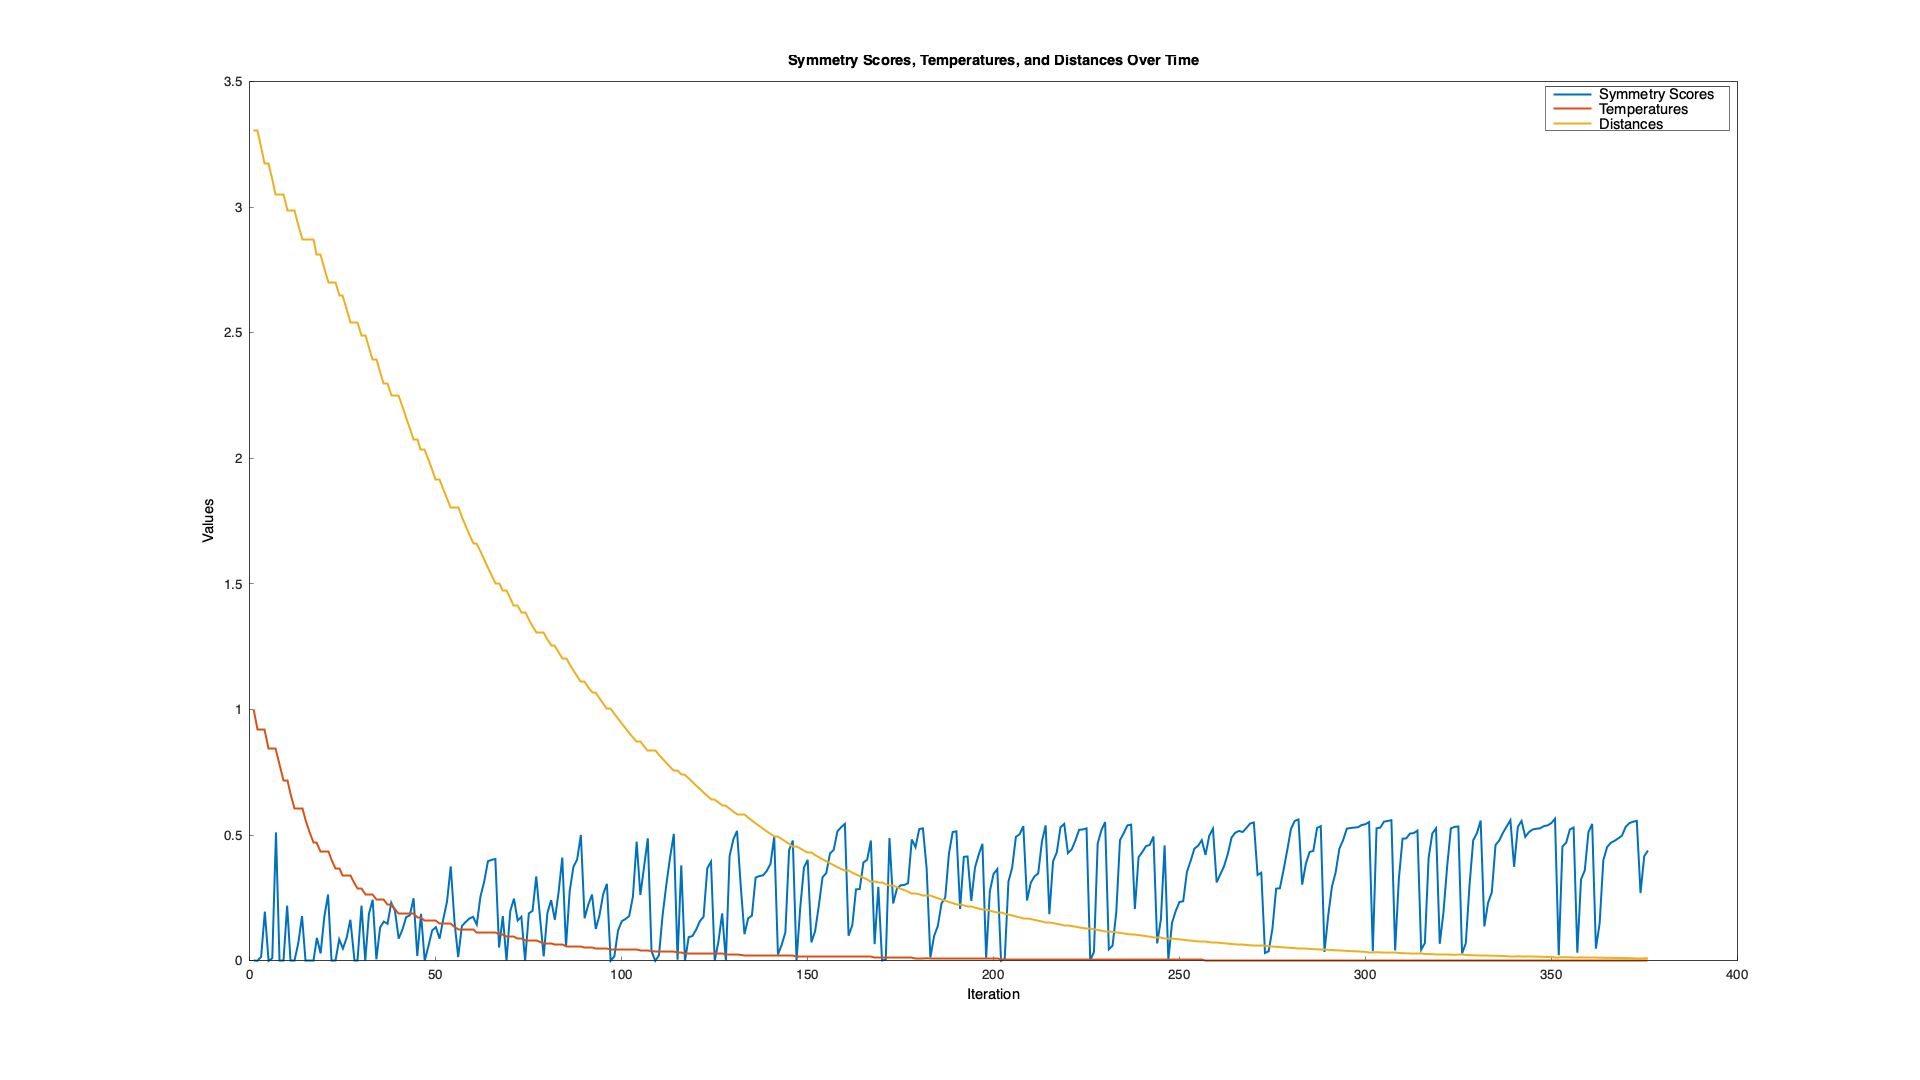 Symmetry Scores, Temperatures, and Distances Over Time
3.5
3
2.5
2
1.5
1
0.5
0
Values
Symmetry Scores
Temperatures
Distances
0 50 100 150 200 250 300 350 400
Iteration